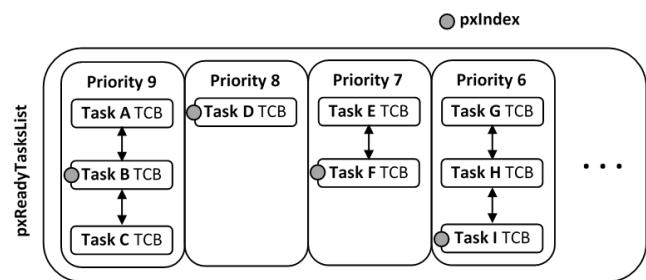 pxIndex
pxReadyTasksList
Priority 9
Task A TCB
Task B TCB
Task C TCB
Priority 8
Task D TCB
Priority 7
Task E TCB
Task F TCB
Priority 6
Task G TCB
Task H TCB
Task I TCB
...